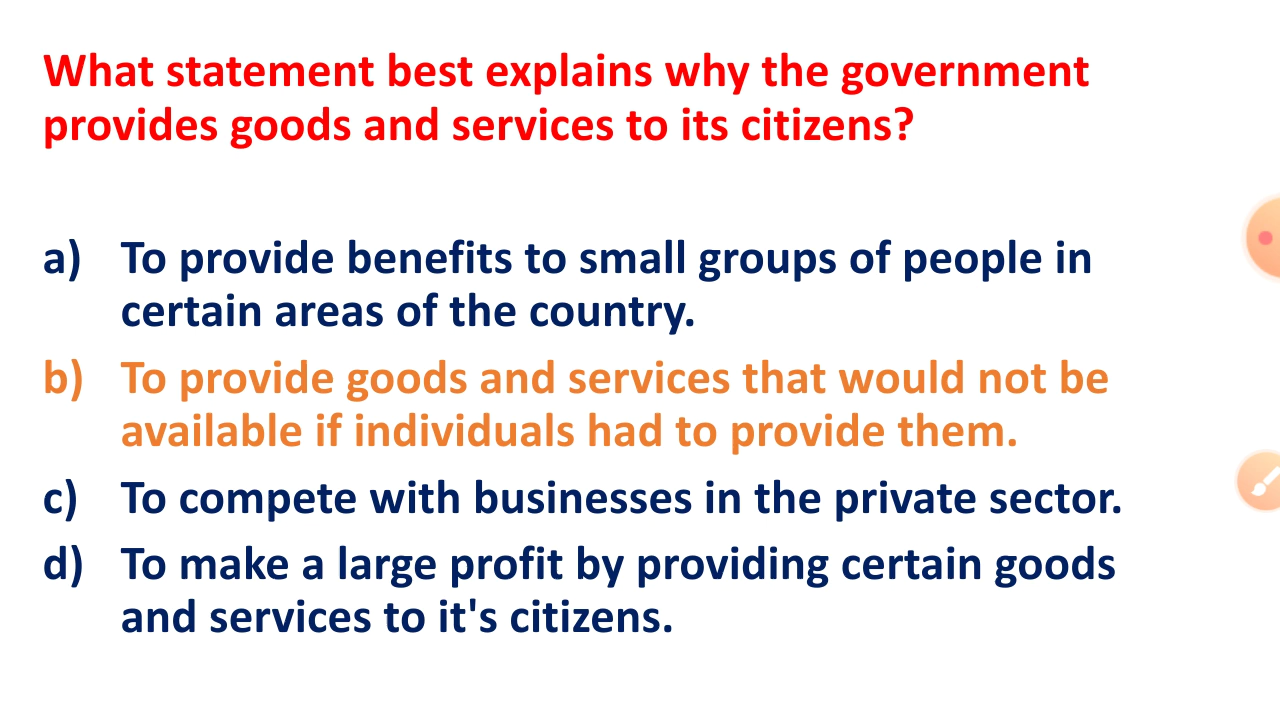 What statement best explains why the government
provides goods and services to its citizens?
a) To provide benefits to small groups of people in
certain areas of the country.
b) To provide goods and services that would not be
available if individuals had to provide them.
c) To compete with businesses in the private sector.
d) To make a large profit by providing certain goods
and services to it's citizens.